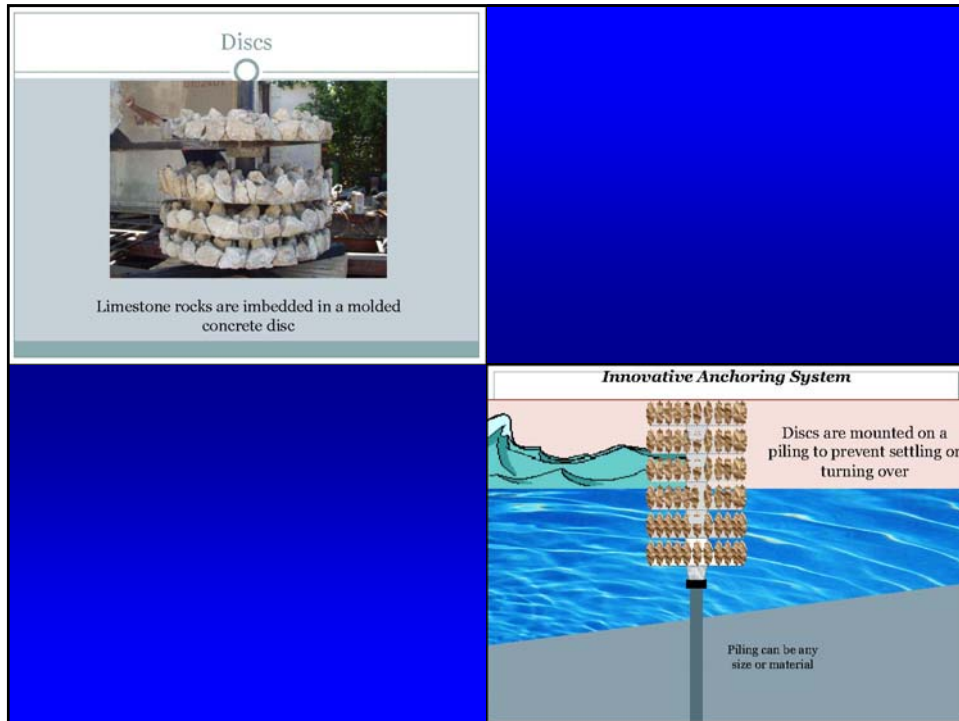 Discs
Limestone rocks are imbedded in a molded
concrete disc
Innovative Anchoring System
Discs are mounted on a
piling to prevent settling or
turning over
Piling can be any
size or material